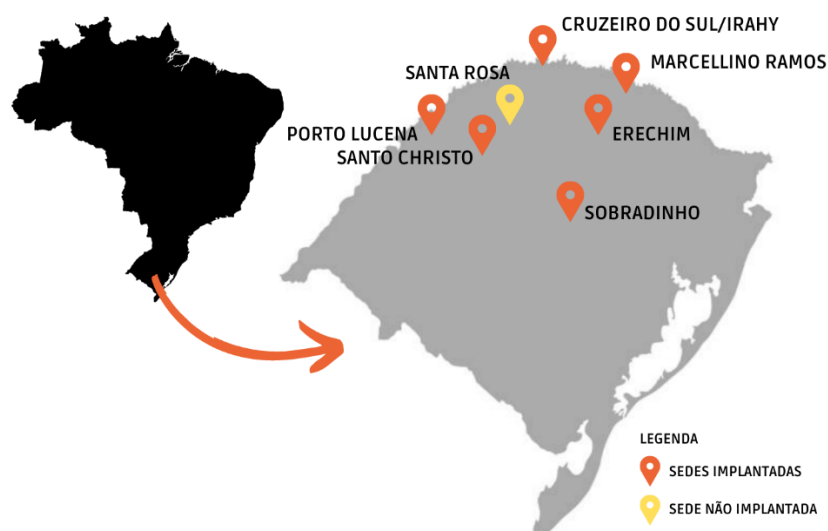 CRUZEIRO DO SUL/IRAHY
MARCELLINO RAMOS
SANTA ROSA
PORTO LUCENA
ERECHIM
SANTO CHRISTO
SOBRADINHO
LEGENDA
SEDES IMPLANTADAS
SEDE NÃO IMPLANTADA